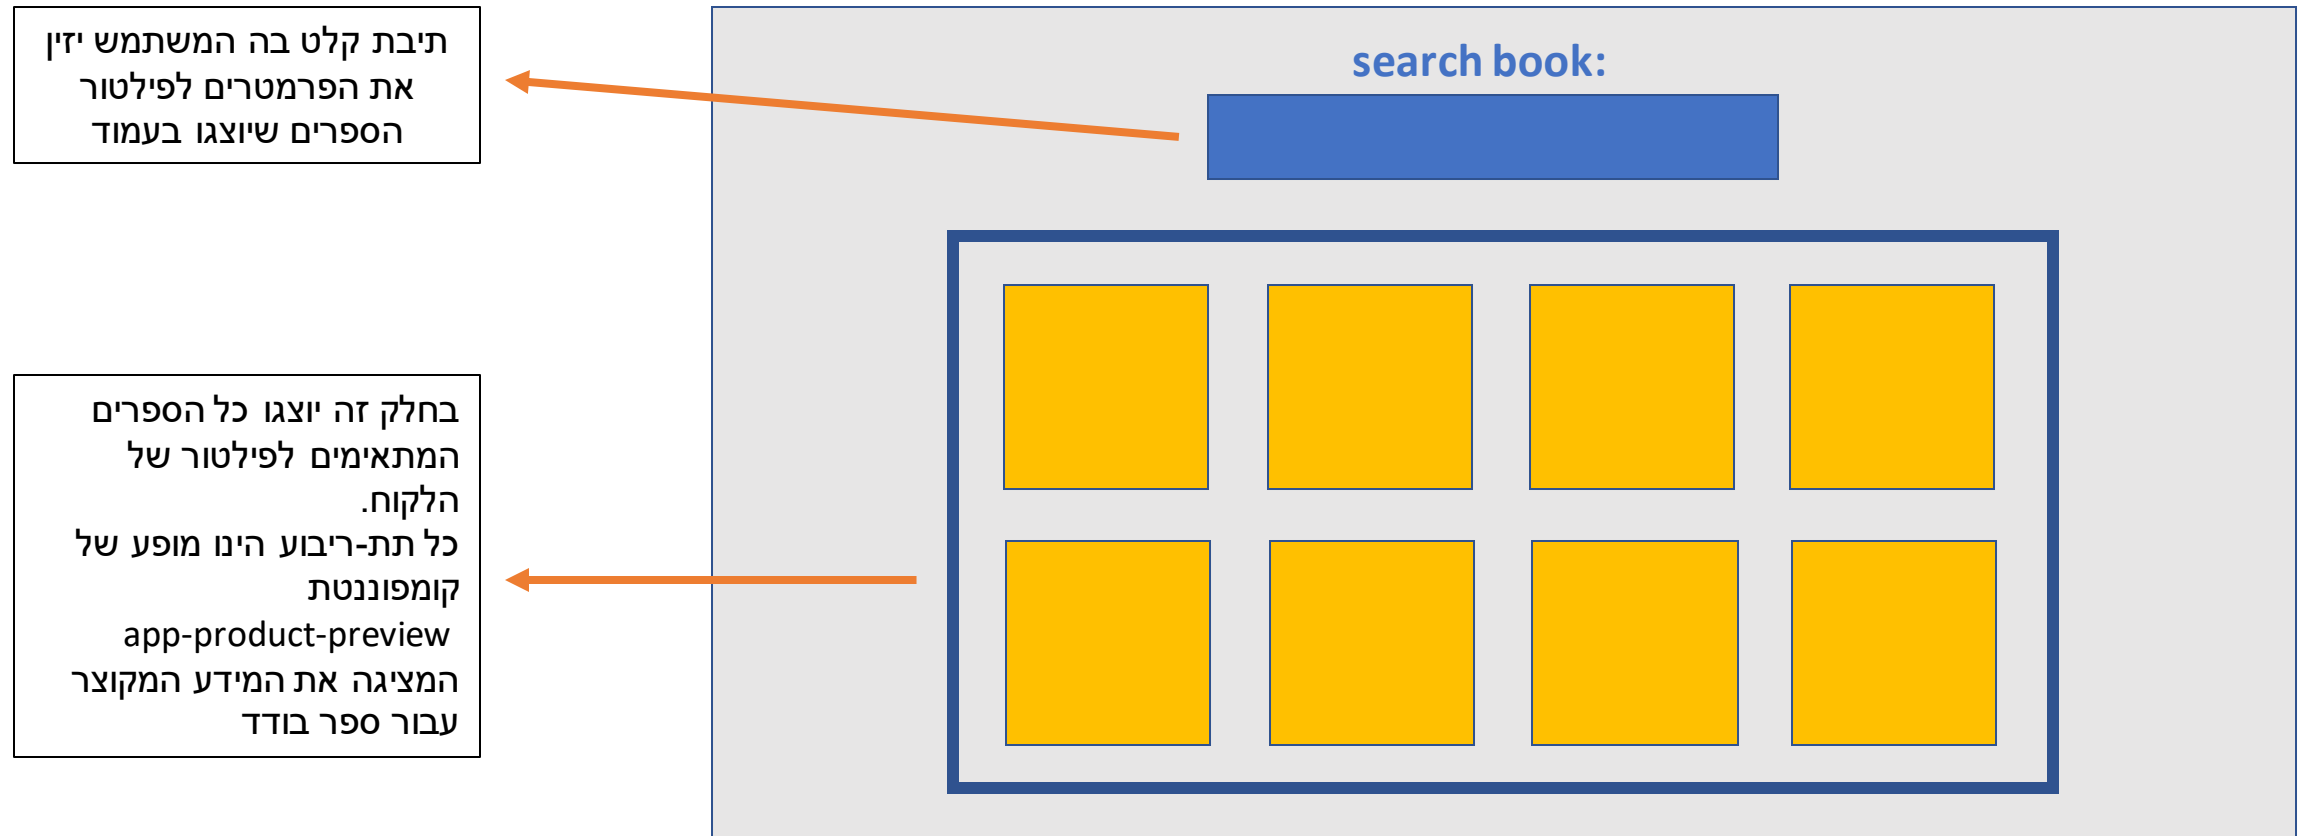 תיבת קלט בה המשתמש יזין
את הפרמטרים לפילטור
הספרים שיוצגו בעמוד
search book:
בחלק זה יוצגו כל הספרים
המתאימים לפילטור של
הלקוח.
כל תת-ריבוע הינו מופע של
קומפוננטת
app-product-preview
המציגה את המידע המקוצר
עבור ספר בודד